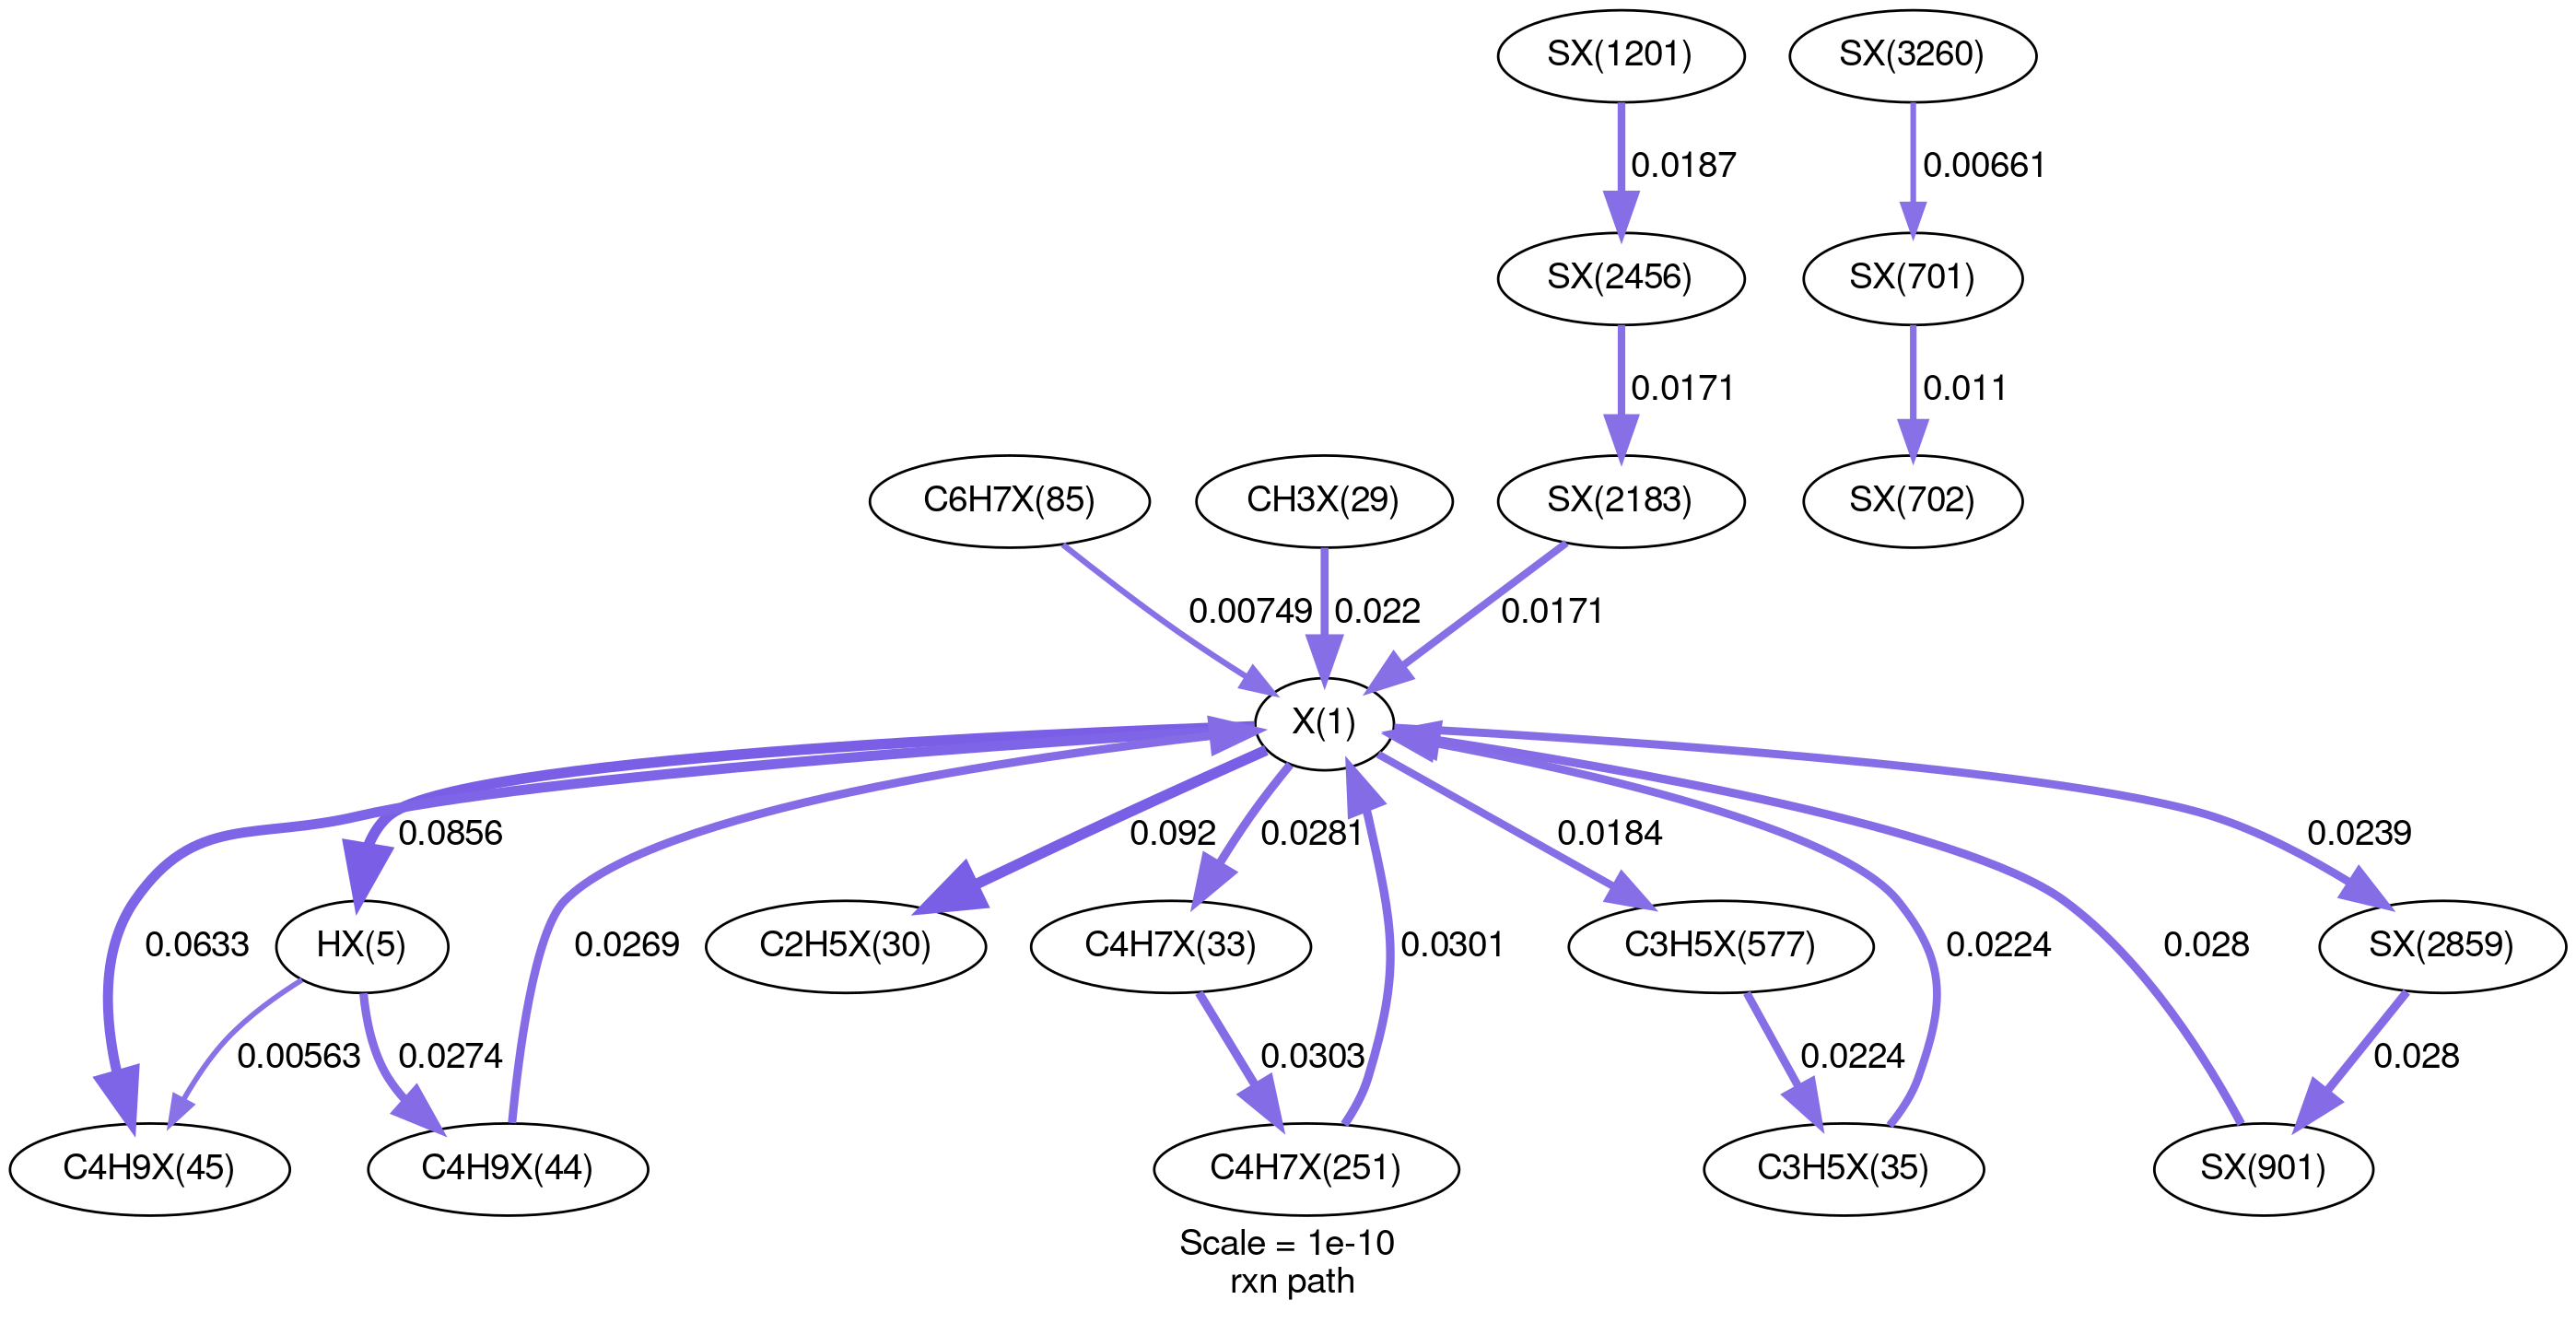 SX(1201)
SX(3260)
0.0187
0.00661
SX(2456)
SX(701)
0.0171
0.011
C6H7X(85)
CH3X(29)
SX(2183)
SX(702)
0.00749
0.022
0.0171
X(1)
0.0856
0.092
0.0281
0.0184
0.0239
0.0633
HX(5)
0.0269
C2H5X(30)
C4H7X(33)
0.0301
C3H5X(577)
0.0224
0.028
SX(2859)
0.00563
0.0274
0.0303
0.0224
0.028
C4H9X(45)
C4H9X(44)
C4H7X(251)
C3H5X(35)
SX(901)
Scale = 1e-10
rxn path